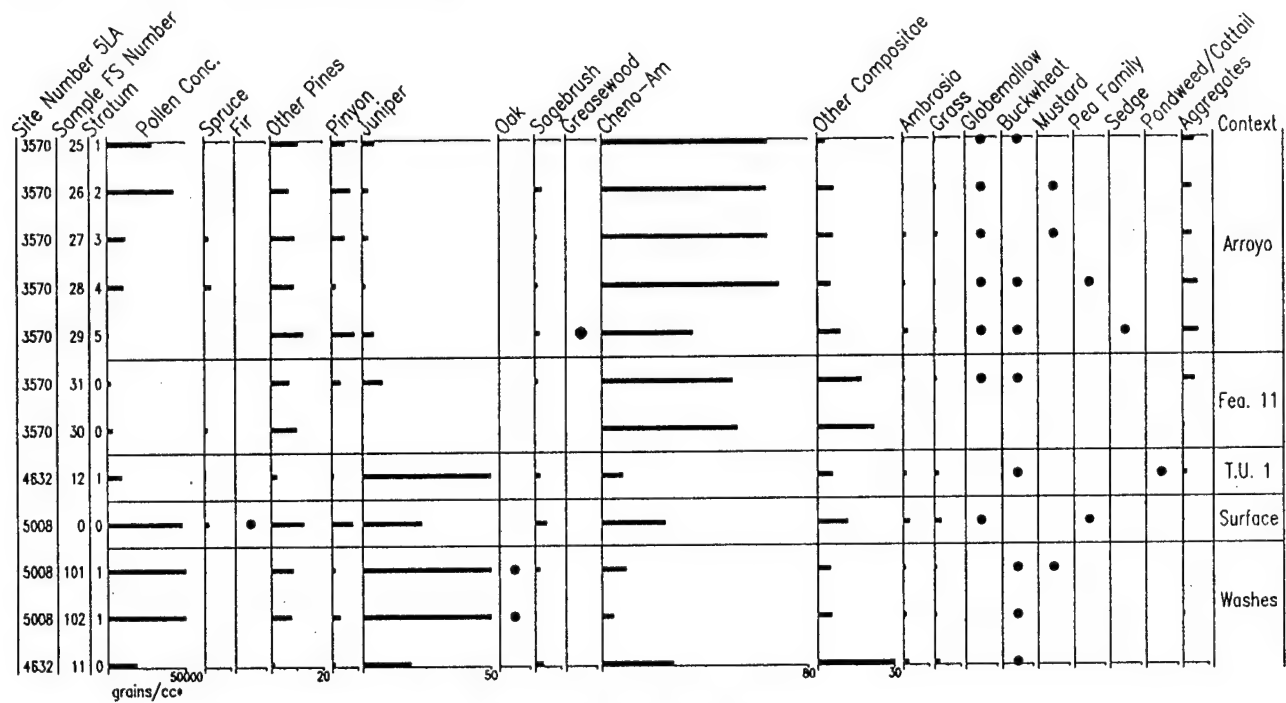 Site Number 5LA
Sample FS Number
Stratum
Pollen Conc.
Spruce
Fir
Other Pines
Pinyon
Juniper
Oak
Sagebrush
Greasewood
Cheno-Am
Other Compositae
Ambrosia
Grass
Globemallow
Buckwheat
Mustard
Pea Family
Sedge
Pondweed/Cattail
Aggregates
Context
3570 25 1
3570 26 2
3570 27 3
Arroyo
3570 28 4
3570 29 5
3570 31 0
Fea. 11
3570 30 0
4632 12 1
T.U. 1
5008 0 0
Surface
5008 101 1
Washes
5008 102 1
4632 11 0
50000 20 50 80 30
grains/cc*